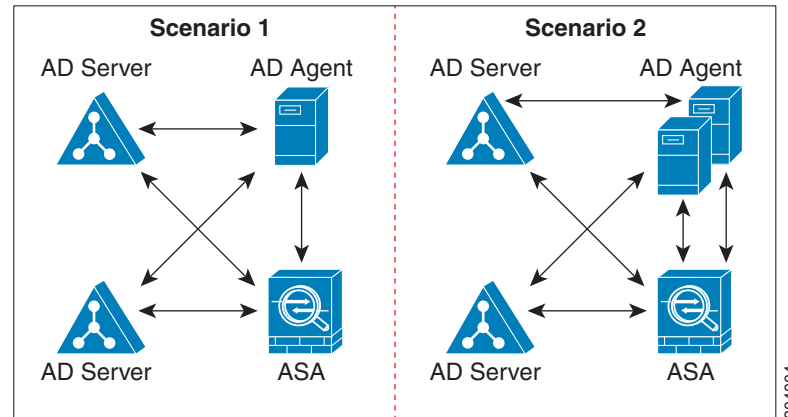 Scenario 1
AD Server
AD Agent
AD Server
ASA
Scenario 2
AD Server
AD Agent
AD Server
ASA